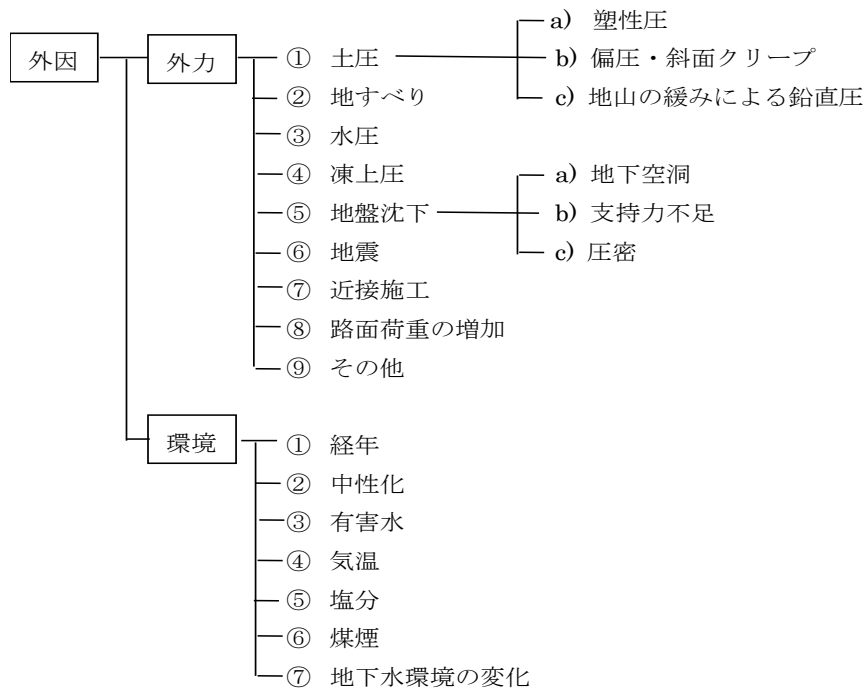 外因
外力
① 土圧
a) 塑性圧
b) 偏圧・斜面クリープ
c) 地山の緩みによる鉛直圧
② 地すべり
③ 水圧
④ 凍上圧
⑤ 地盤沈下
a) 地下空洞
b) 支持力不足
c) 圧密
⑥ 地震
⑦ 近接施工
⑧ 路面荷重の増加
⑨ その他
環境
① 経年
② 中性化
③ 有害水
④ 気温
⑤ 塩分
⑥ 煤煙
⑦ 地下水環境の変化